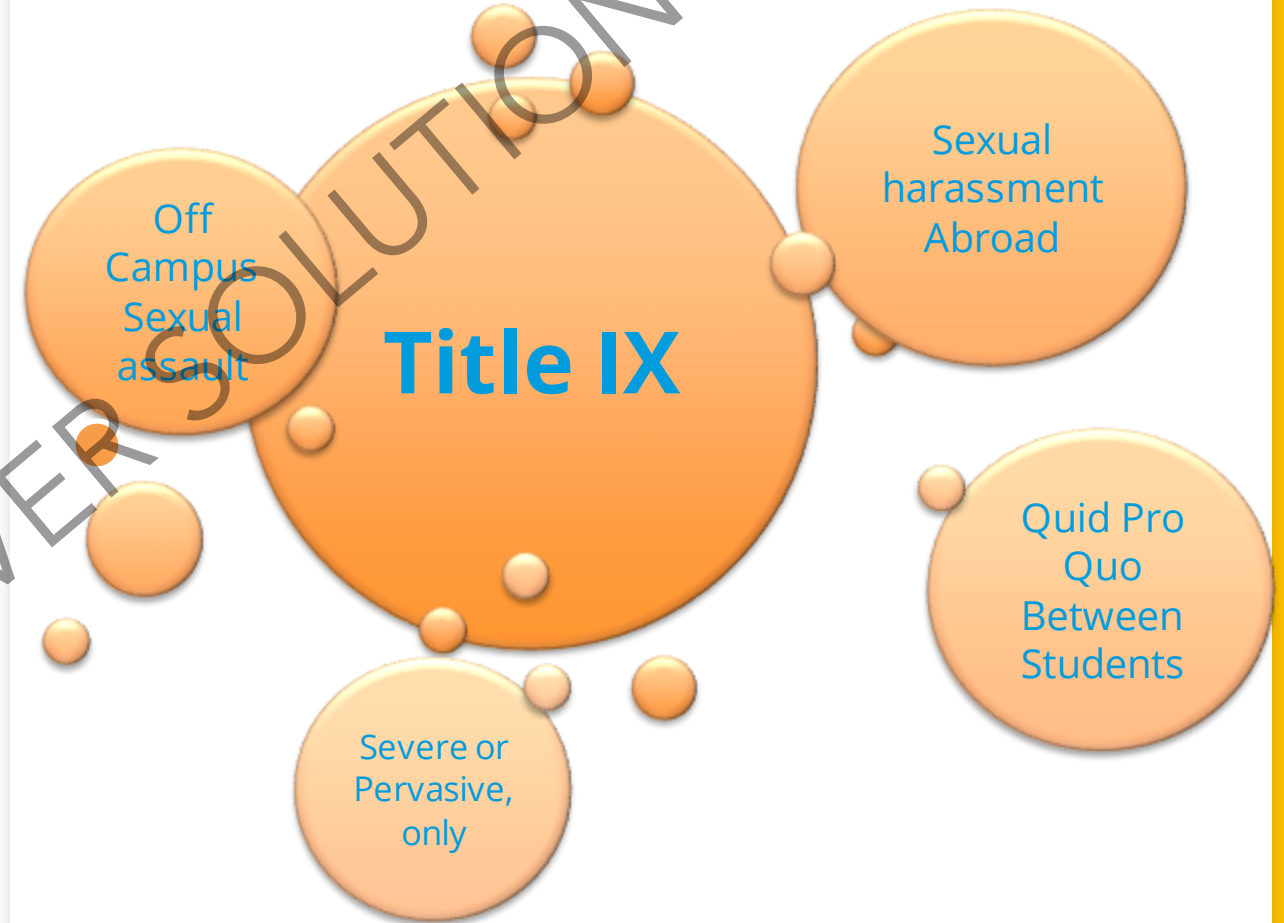 Title IX
Off
Campus
Sexual
assault
Sexual
harassment
Abroad
Quid Pro
Quo
Between
Students
Severe or
Pervasive,
only
SOLUTION